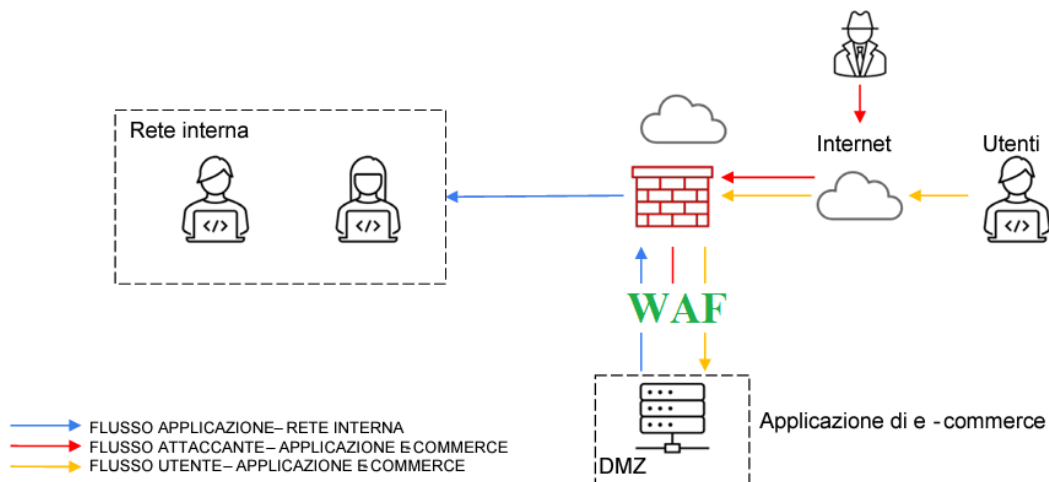 Rete interna
Internet
Utenti
</>
</>
WAF
Applicazione di e - commerce
DMZ
FLUSSO APPLICAZIONE– RETE INTERNA
FLUSSO ATTACCANTE – APPLICAZIONE E-COMMERCE
FLUSSO UTENTE – APPLICAZIONE E-COMMERCE
</>